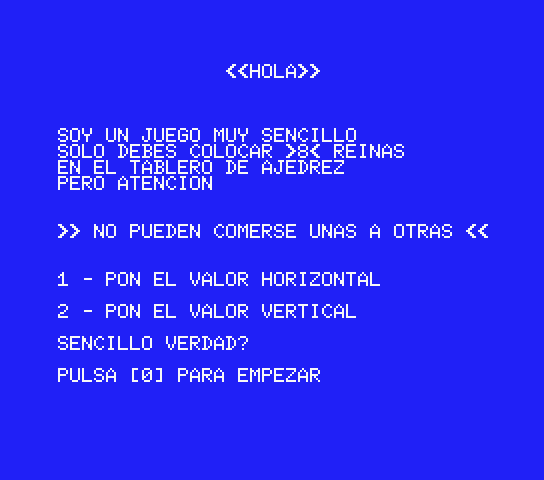 <<HOLA>>
SOY UN JUEGO MUY SENCILLO
SOLO DEBES COLOCAR >8< REINAS
EN EL TABLERO DE AJEDREZ
PERO ATENCION
>> NO PUEDEN COMERSE UNAS A OTRAS <<
1 - PON EL VALOR HORIZONTAL
2 - PON EL VALOR VERTICAL
SENCILLO VERDAD?
PULSA [0] PARA EMPEZAR